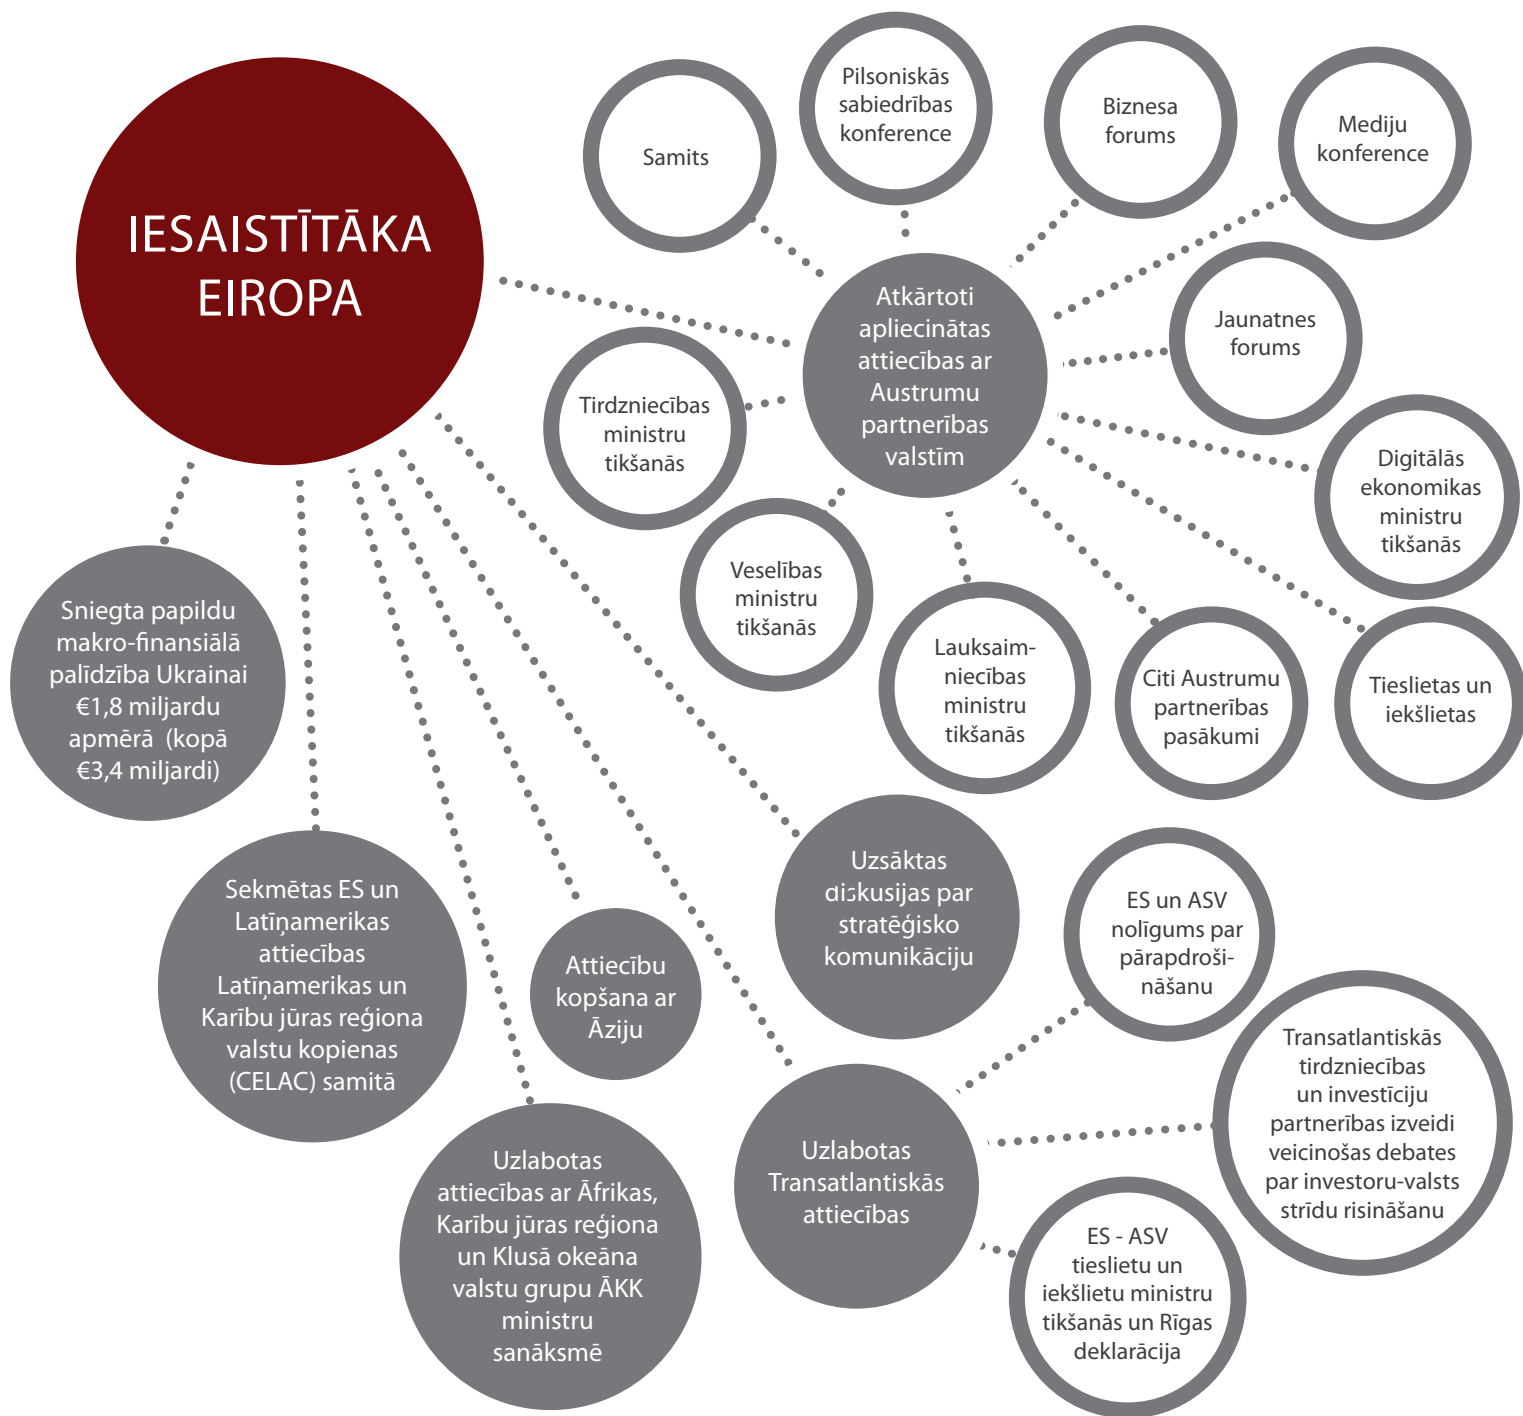 IESAISTĪTĀKA
EIROPA
Samits
Pilsoniskās
sabiedrības
konference
Biznesa
forums
Mediju
konference
Atkārtoti
apliecinātas
attiecības ar
Austrumu
partnerības
valstīm
Jaunatnes
forums
Tirdzniecības
ministru
tikšanās
Digitālās
ekonomikas
ministru
tikšanās
Veselības
ministru
tikšanās
Lauksaim-
niecības
ministru
tikšanās
Citi Austrumu
partnerības
pasākumi
Tieslietas un
iekšlietas
Sniegta papildu
makro-finansiālā
palīdzība Ukrainai
€1,8 miljardu
apmērā (kopā
€3,4 miljardi)
Sekmētas ES un
Latīņamerikas
attiecības
Latīņamerikas un
Karību jūras reģiona
valstu kopienas
(CELAC) samitā
Attiecību
kopšana ar
Āziju
Uzsāktas
diskusijas par
stratēģisko
komunikāciju
ES un ASV
nolīgums par
pārapdroši-
nāšanu
Transatlantiskās
tirdzniecības
un investīciju
partnerības izveidi
veicinošas debates
par investoru-valsts
strīdu risināšanu
Uzlabotas
attiecības ar Āfrikas,
Karību jūras reģiona
un Klusā okeāna
valstu grupu ĀKK
ministru
sanāksmē
Uzlabotas
Transatlantiskās
attiecības
ES - ASV
tieslietu un
iekšlietu ministru
tikšanās un Rīgas
deklarācija